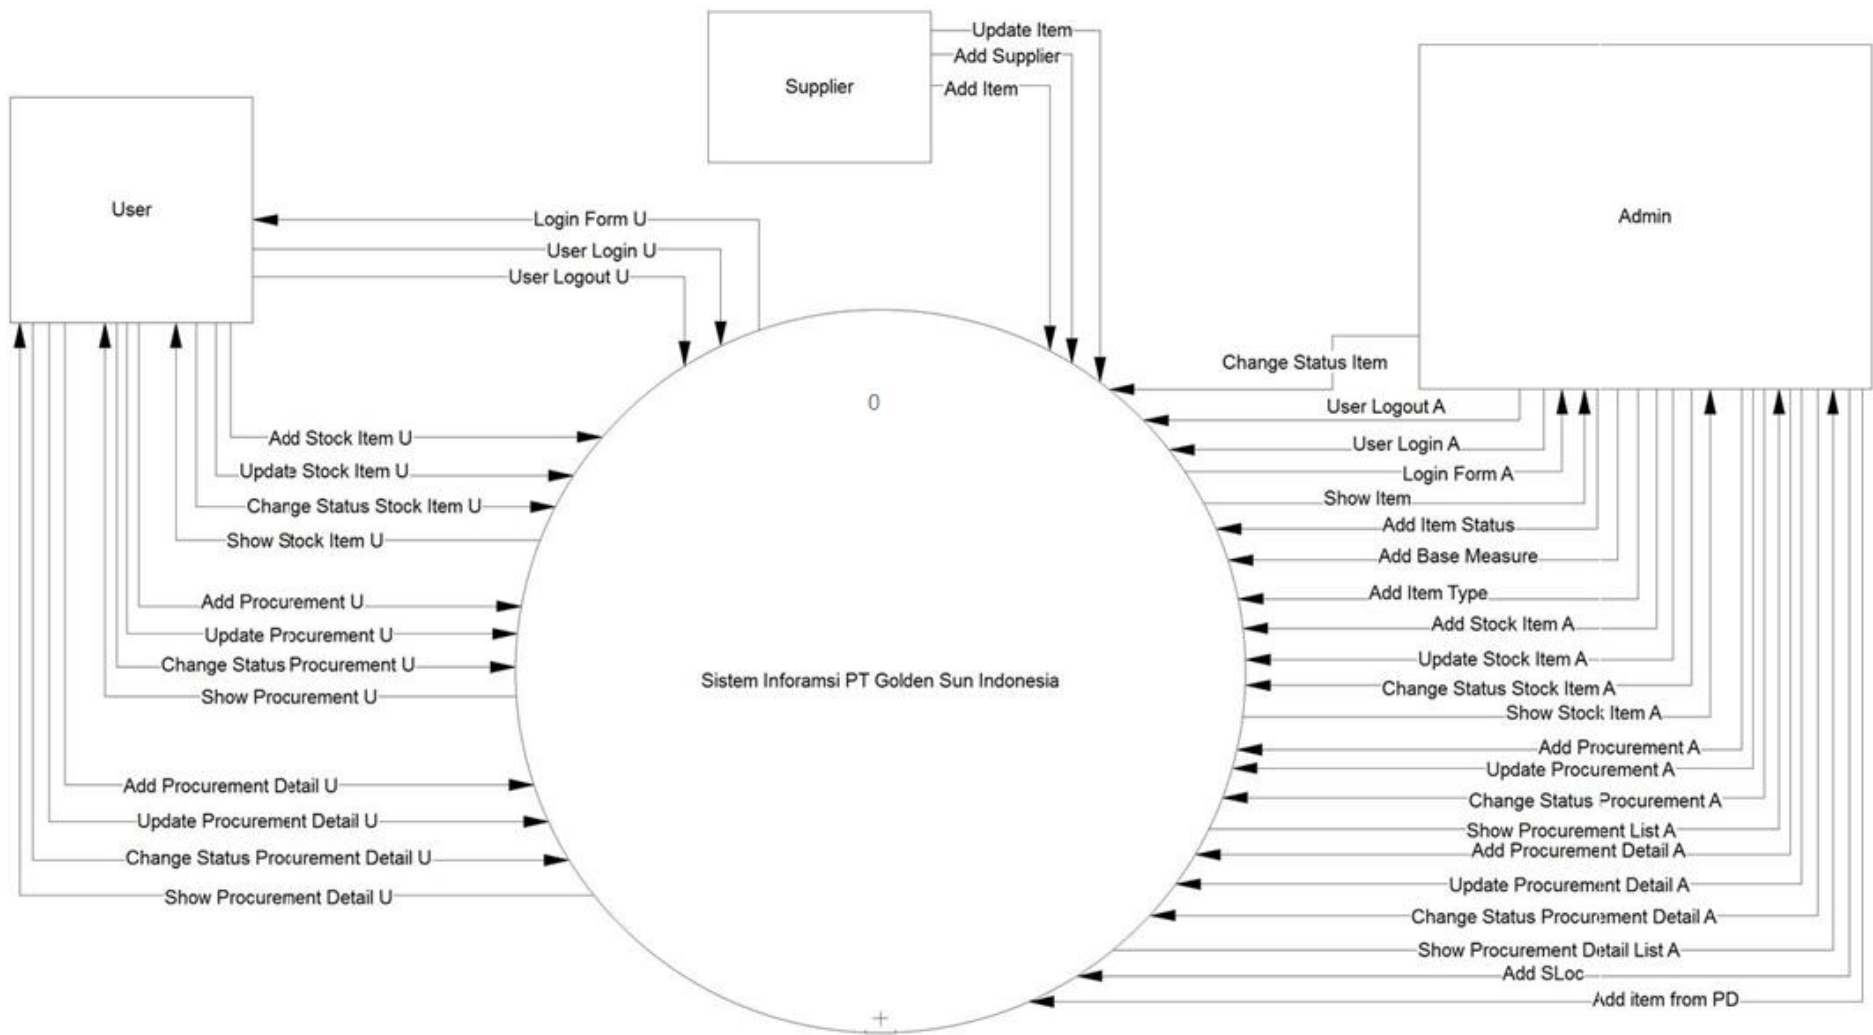 Update Item
Add Supplier
Add Item
Supplier
User
Admin
Login Form U
User Login U
User Logout U
Change Status Item
0
User Logout A
User Login A
Login Form A
Show Item
Add Item Status
Add Base Measure
Add Item Type
Add Stock Item A
Update Stock Item A
Change Status Stock Item A
Show Stock Item A
Add Procurement A
Update Procurement A
Change Status Procurement A
Show Procurement List A
Add Procurement Detail A
Update Procurement Detail A
Change Status Procurement Detail A
Show Procurement Detail List A
Add SLoc
Add item from PD
Add Stock Item U
Update Stock Item U
Change Status Stock Item U
Show Stock Item U
Add Procurement U
Update Procurement U
Change Status Procurement U
Show Procurement U
Add Procurement Detail U
Update Procurement Detail U
Change Status Procurement Detail U
Show Procurement Detail U
Sistem Inforamsi PT Golden Sun Indonesia